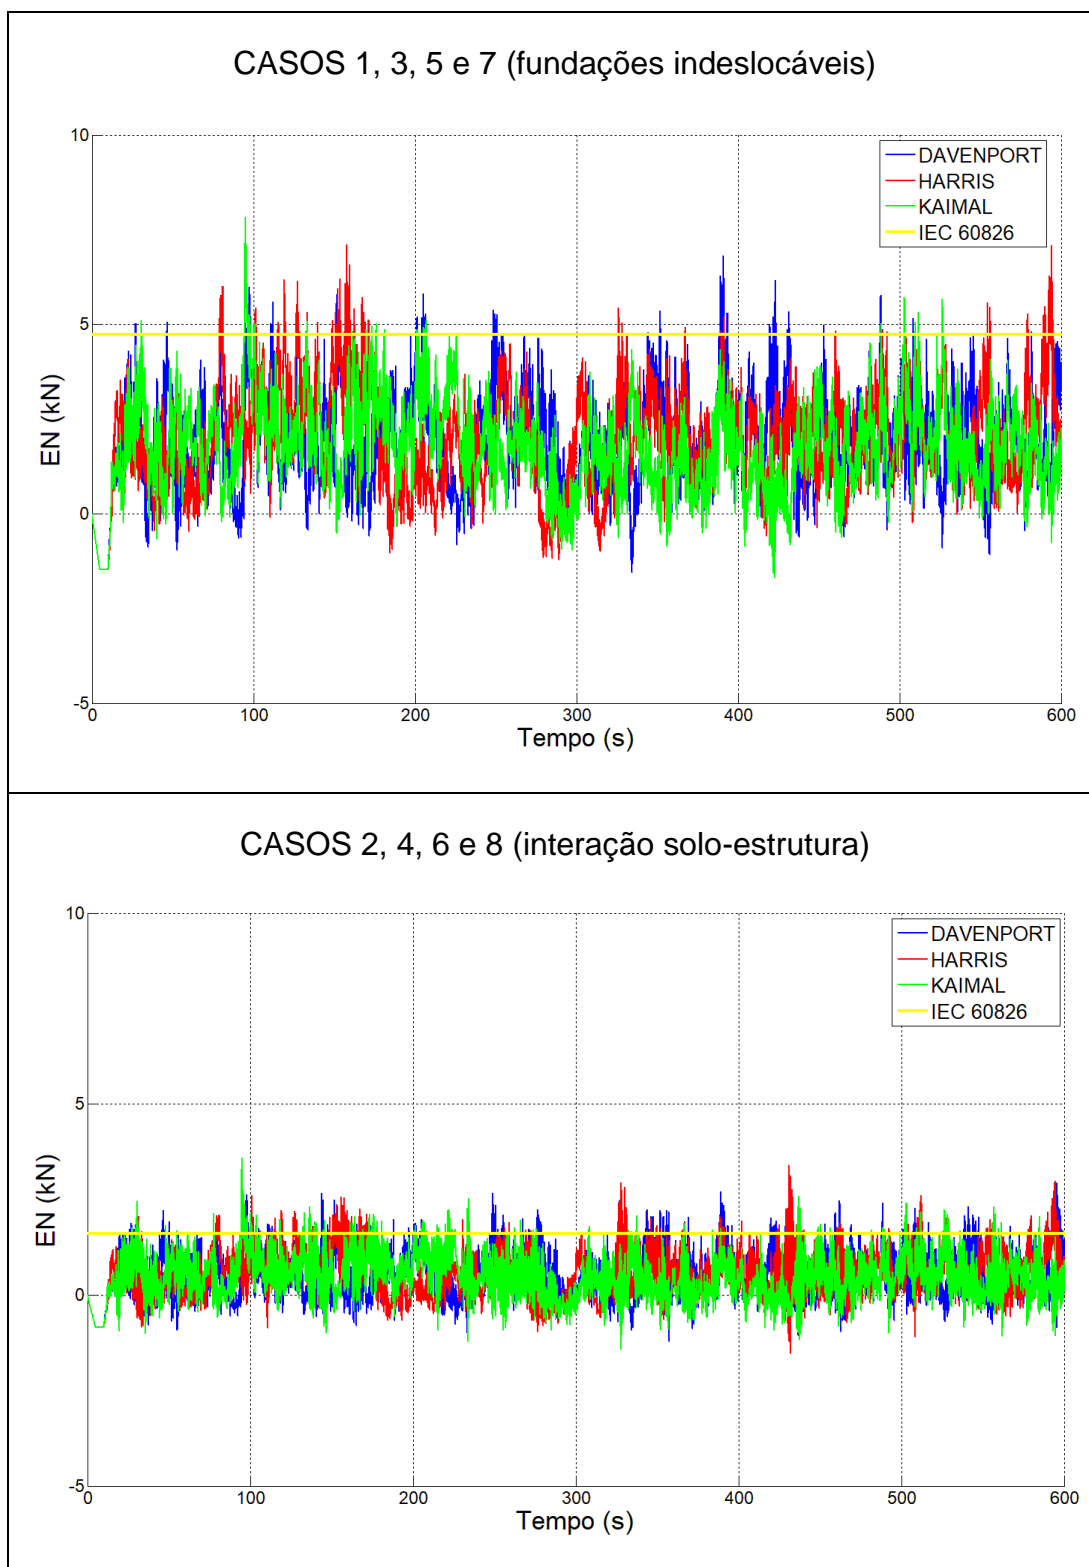 CASOS 1, 3, 5 e 7 (fundações indeslocáveis)
10
5
0
-5
EN (kN)
DAVENPORT
HARRIS
KAIMAL
IEC 60826
0 100 200 300 400 500 600
Tempo (s)
CASOS 2, 4, 6 e 8 (interação solo-estrutura)
10
5
0
-5
EN (kN)
DAVENPORT
HARRIS
KAIMAL
IEC 60826
0 100 200 300 400 500 600
Tempo (s)